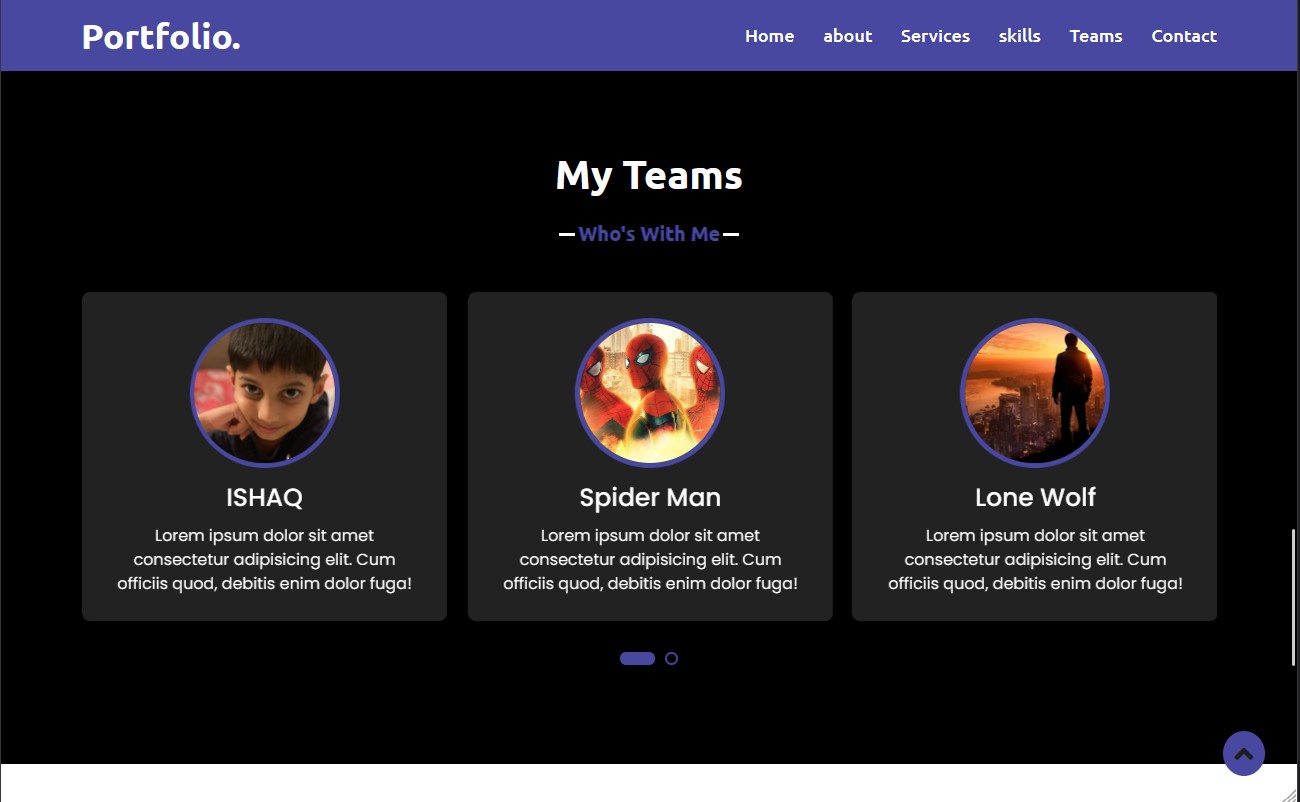 Portfolio.
Home about Services skills Teams Contact
My Teams
Who's With Me
ISHAQ
Lorem ipsum dolor sit amet
consectetur adipisicing elit. Cum
officiis quod, debitis enim dolor fuga!
Spider Man
Lorem ipsum dolor sit amet
consectetur adipisicing elit. Cum
officiis quod, debitis enim dolor fuga!
Lone Wolf
Lorem ipsum dolor sit amet
consectetur adipisicing elit. Cum
officiis quod, debitis enim dolor fuga!